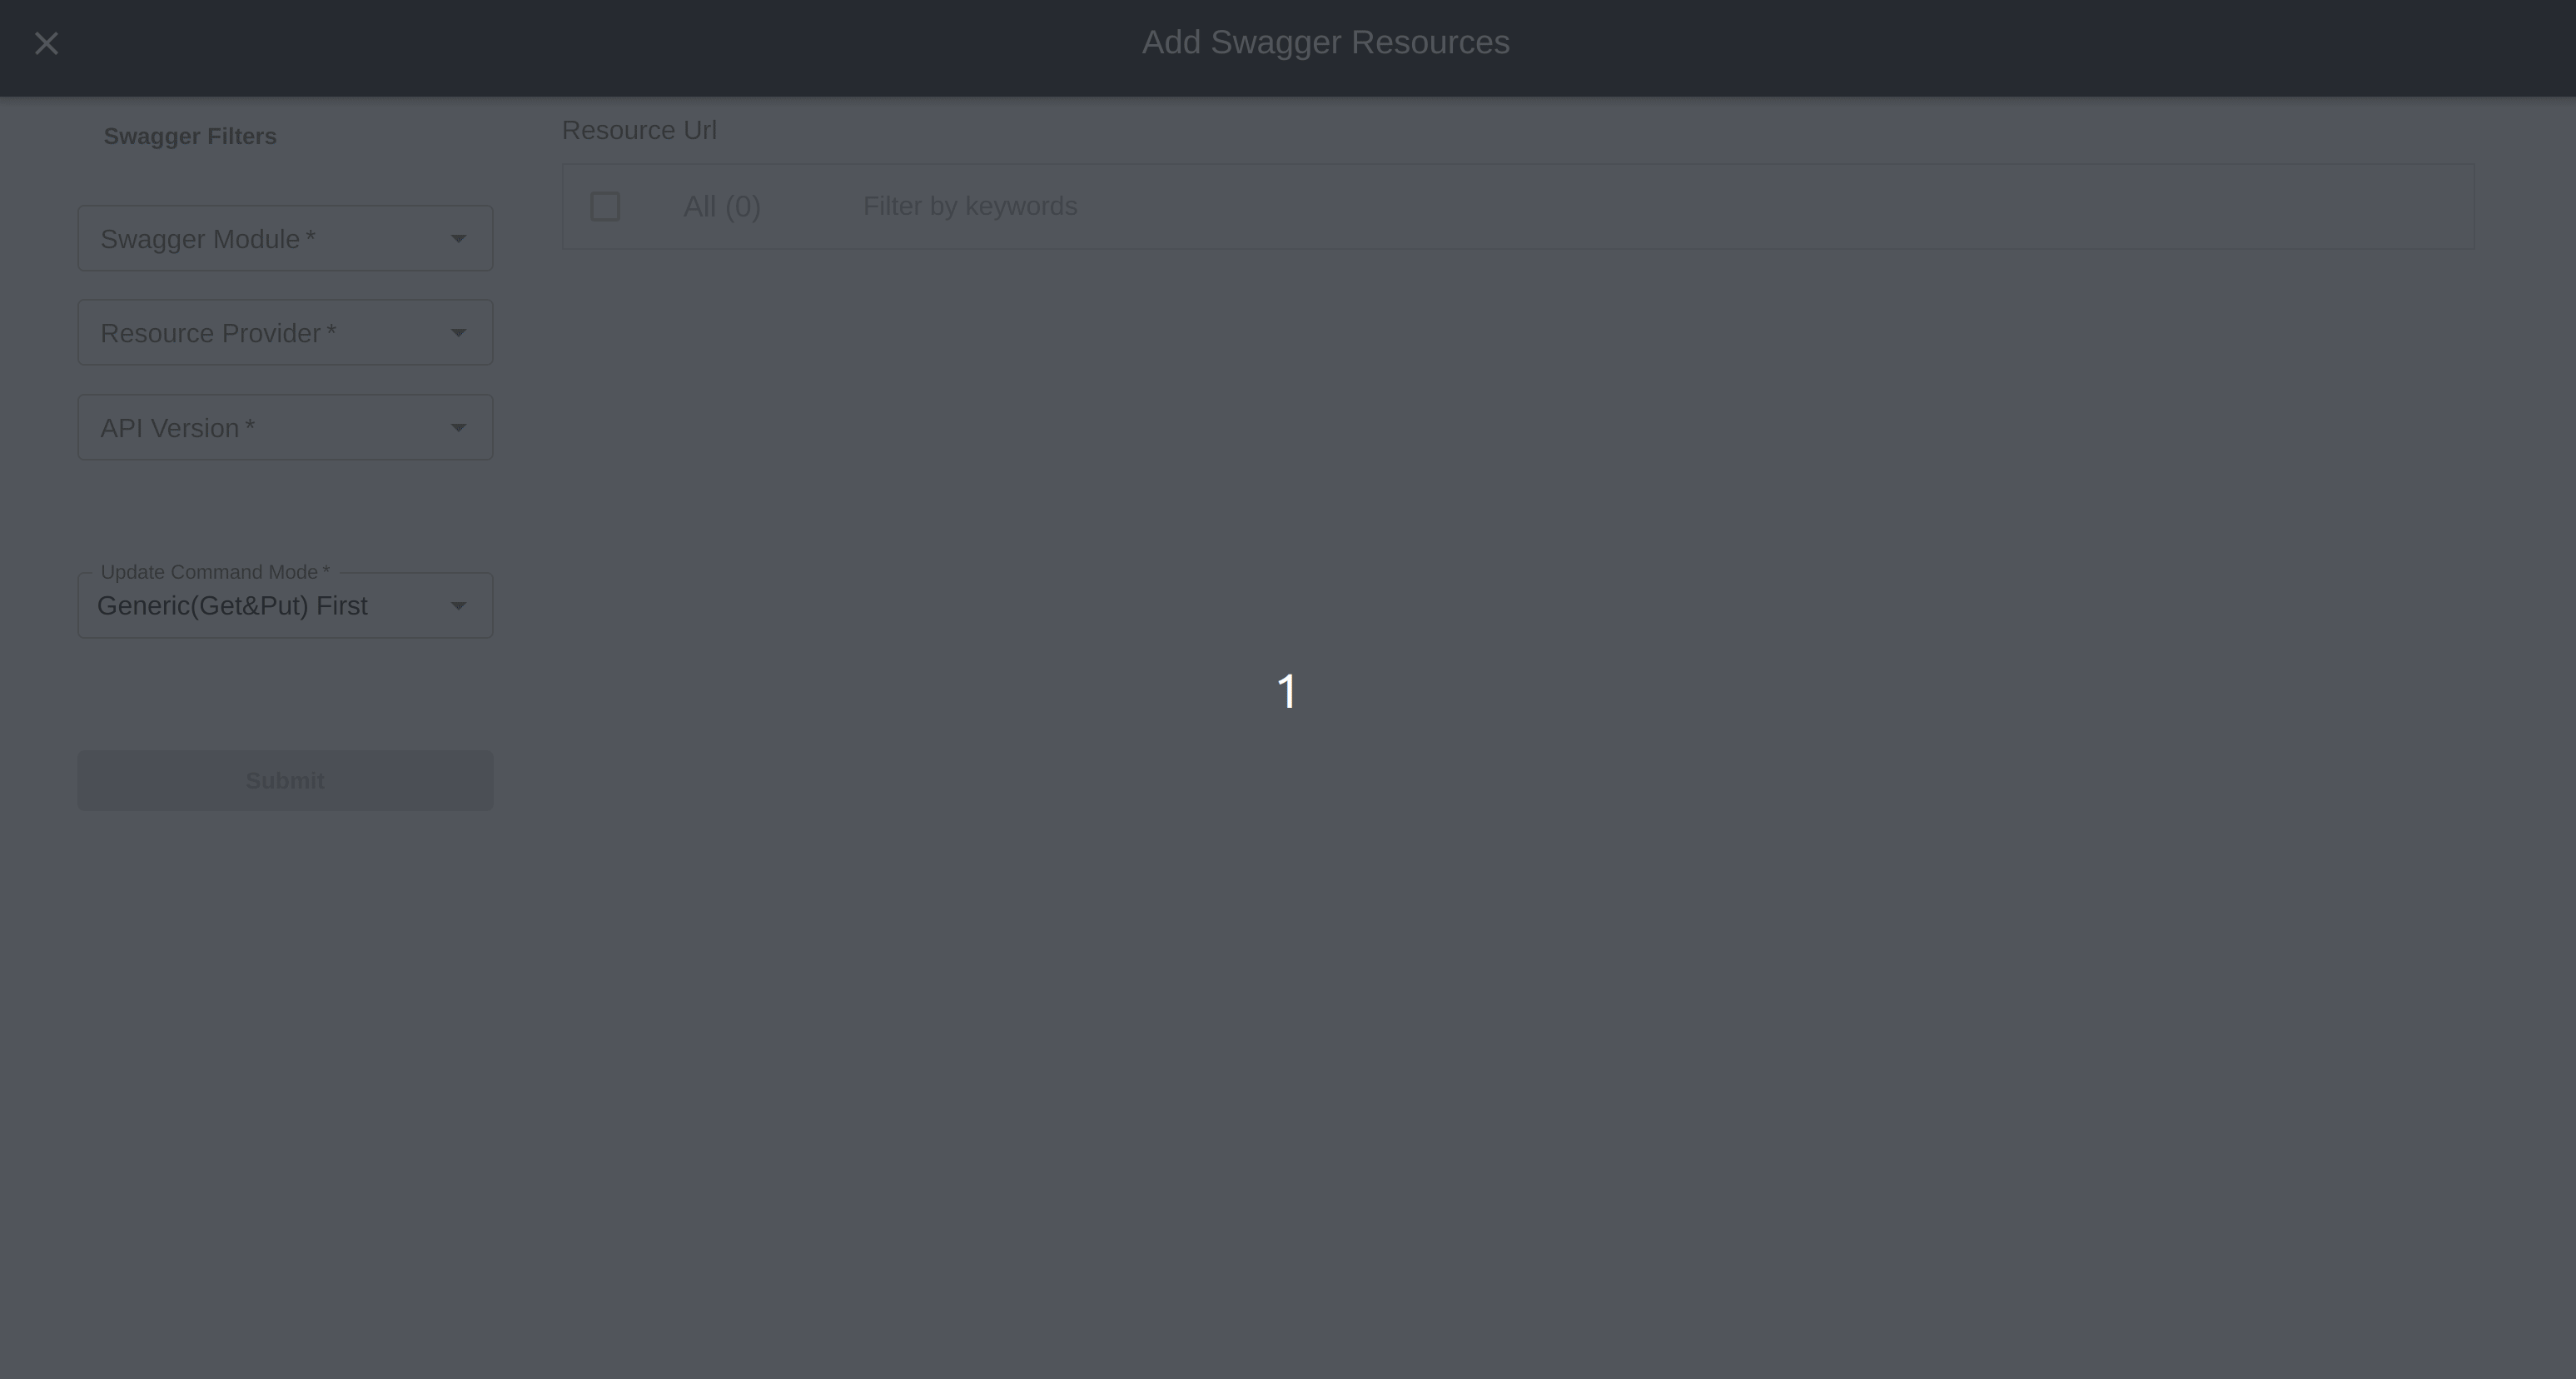 Add Swagger Resources
Swagger Filters
Swagger Module *
Resource Provider *
API Version *
Update Command Mode *
Generic(Get&Put) First
Submit
Resource Url
All (0)
Filter by keywords
1